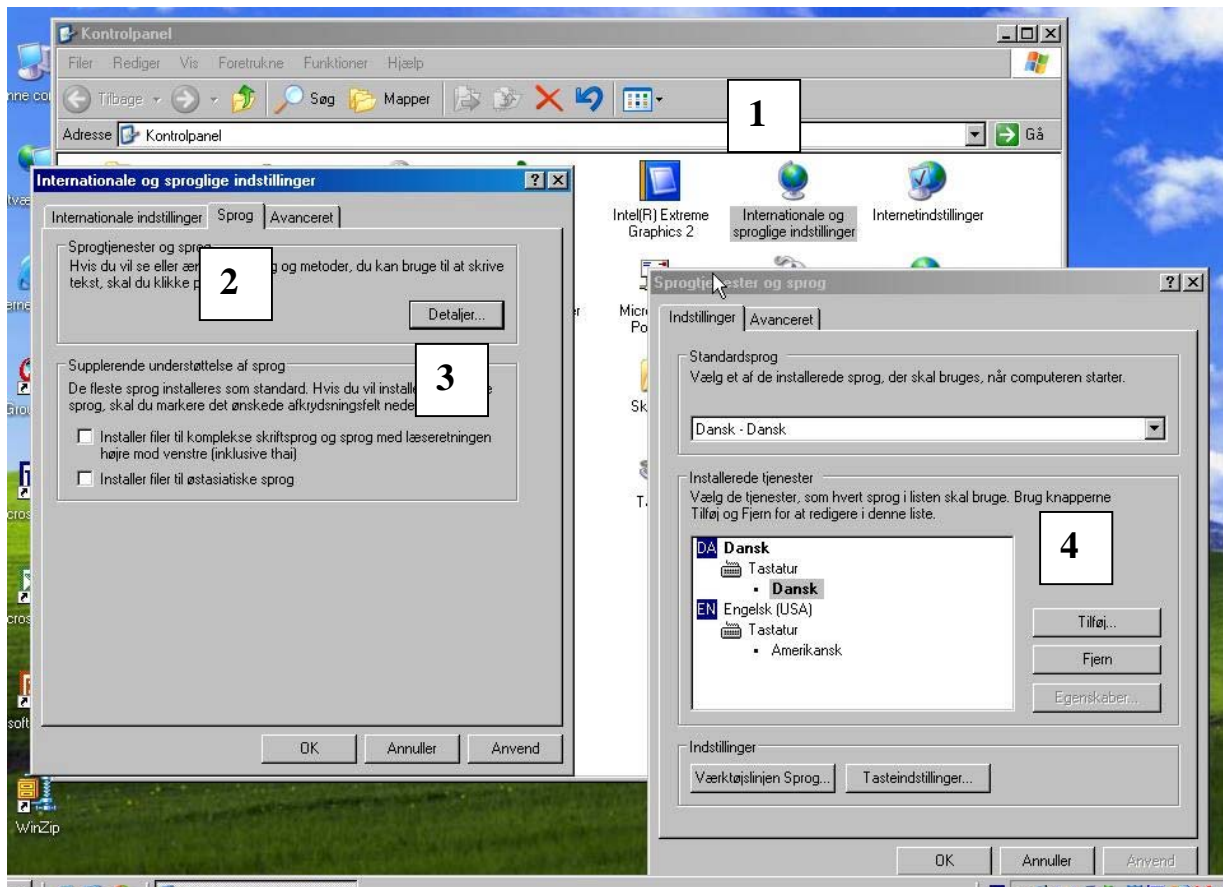 Kontrolpanel
Filer Rediger Vis Foretrukne Funktioner Hjælp
Tilbage Søg Mapper
Adresse Kontrolpanel Gå
1
Intel(R) Extreme
Graphics 2
Internationale og
sproglige indstillinger
Internetindstillinger
Internationale og sproglige indstillinger
Internationale indstillinger Sprog Avanceret
Sprogtjenester og sprog
Hvis du vil se eller og metoder, du kan bruge til at skrive
tekst, skal du klikke
2
Detaljer...
Supplerende understøttelse af sprog
De fleste sprog installeres som standard. Hvis du vil
sprog, skal du markere det ønskede afkrydsningsfelt
3
Installer filer til komplekse skriftsprog og sprog med læseretningen
højre mod venstre (inklusive thai)
Installer filer til østasiatiske sprog
OK Annuller Anvend
Sprogtjenester og sprog
Indstillinger Avanceret
Standardsprog
Vælg et af de installerede sprog, der skal bruges, når computeren starter.
Dansk - Dansk
Installerede tjenester
Vælg de tjenester, som hvert sprog i listen skal bruge. Brug knapperne
Tilføj og Fjern for at redigere i denne liste.
4
DA Dansk
Tastatur
Dansk
EN Engelsk (USA)
Tastatur
Amerikansk
Tilføj...
Fjern
Egenskaber...
Indstillinger
Værktøjslinjen Sprog... Tasteindstillinger...
OK Annuller Anvend
WinZip